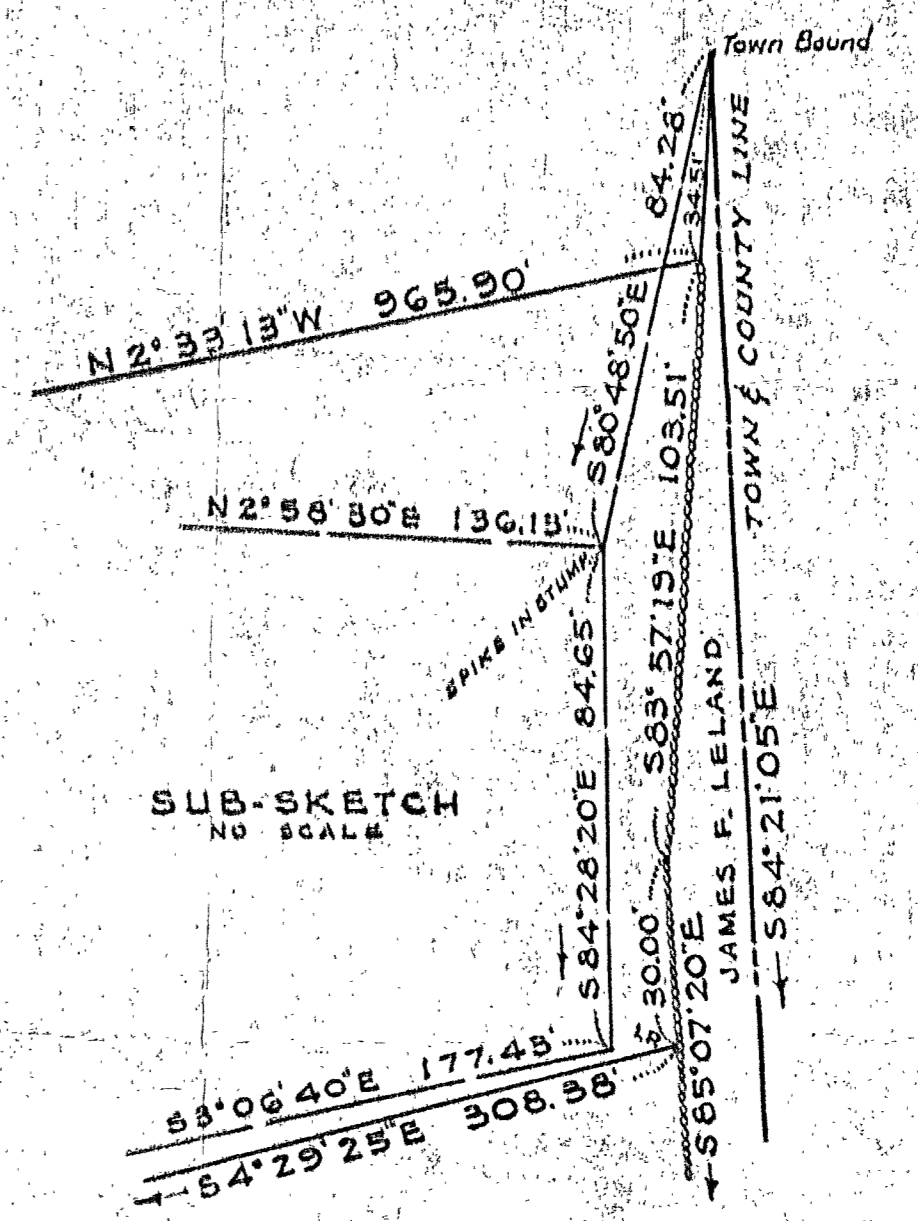 Town Bound
84.28'
34.51'
TOWN & COUNTY LINE
N 2° 33' 13" W 965.90'
S 80° 48' 50" E
N 2° 58' 30" E 136.13'
SPIKE IN STUMP
S 83° 57' 19" E 103.51'
S 84° 28' 20" E 84.65'
SUB-SKETCH
NO SCALE
30.00'
JAMES F. LELAND
S 84° 21' 05" E
S 85° 07' 20" E
S 3° 06' 40" E 177.45'
S 4° 29' 25" E 308.38'